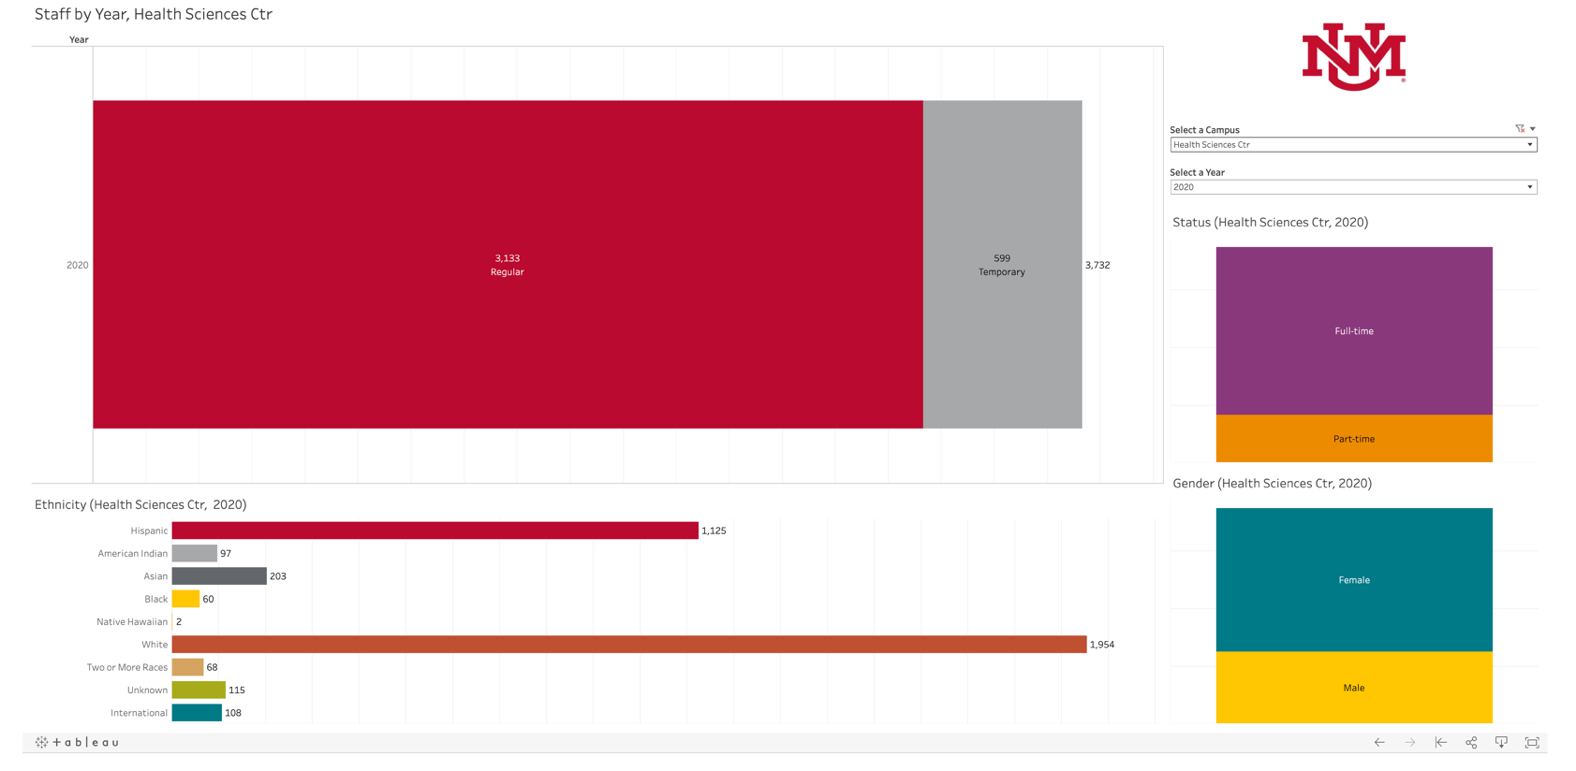 Staff by Year, Health Sciences Ctr
Year
2020
3,133
Regular
599
Temporary
3,732
UNM
®
Select a Campus
Health Sciences Ctr
Select a Year
2020
Status (Health Sciences Ctr, 2020)
Full-time
Part-time
Ethnicity (Health Sciences Ctr, 2020)
Hispanic 1,125
American Indian 97
Asian 203
Black 60
Native Hawaiian 2
White 1,954
Two or More Races 68
Unknown 115
International 108
Gender (Health Sciences Ctr, 2020)
Female
Male
+ableau